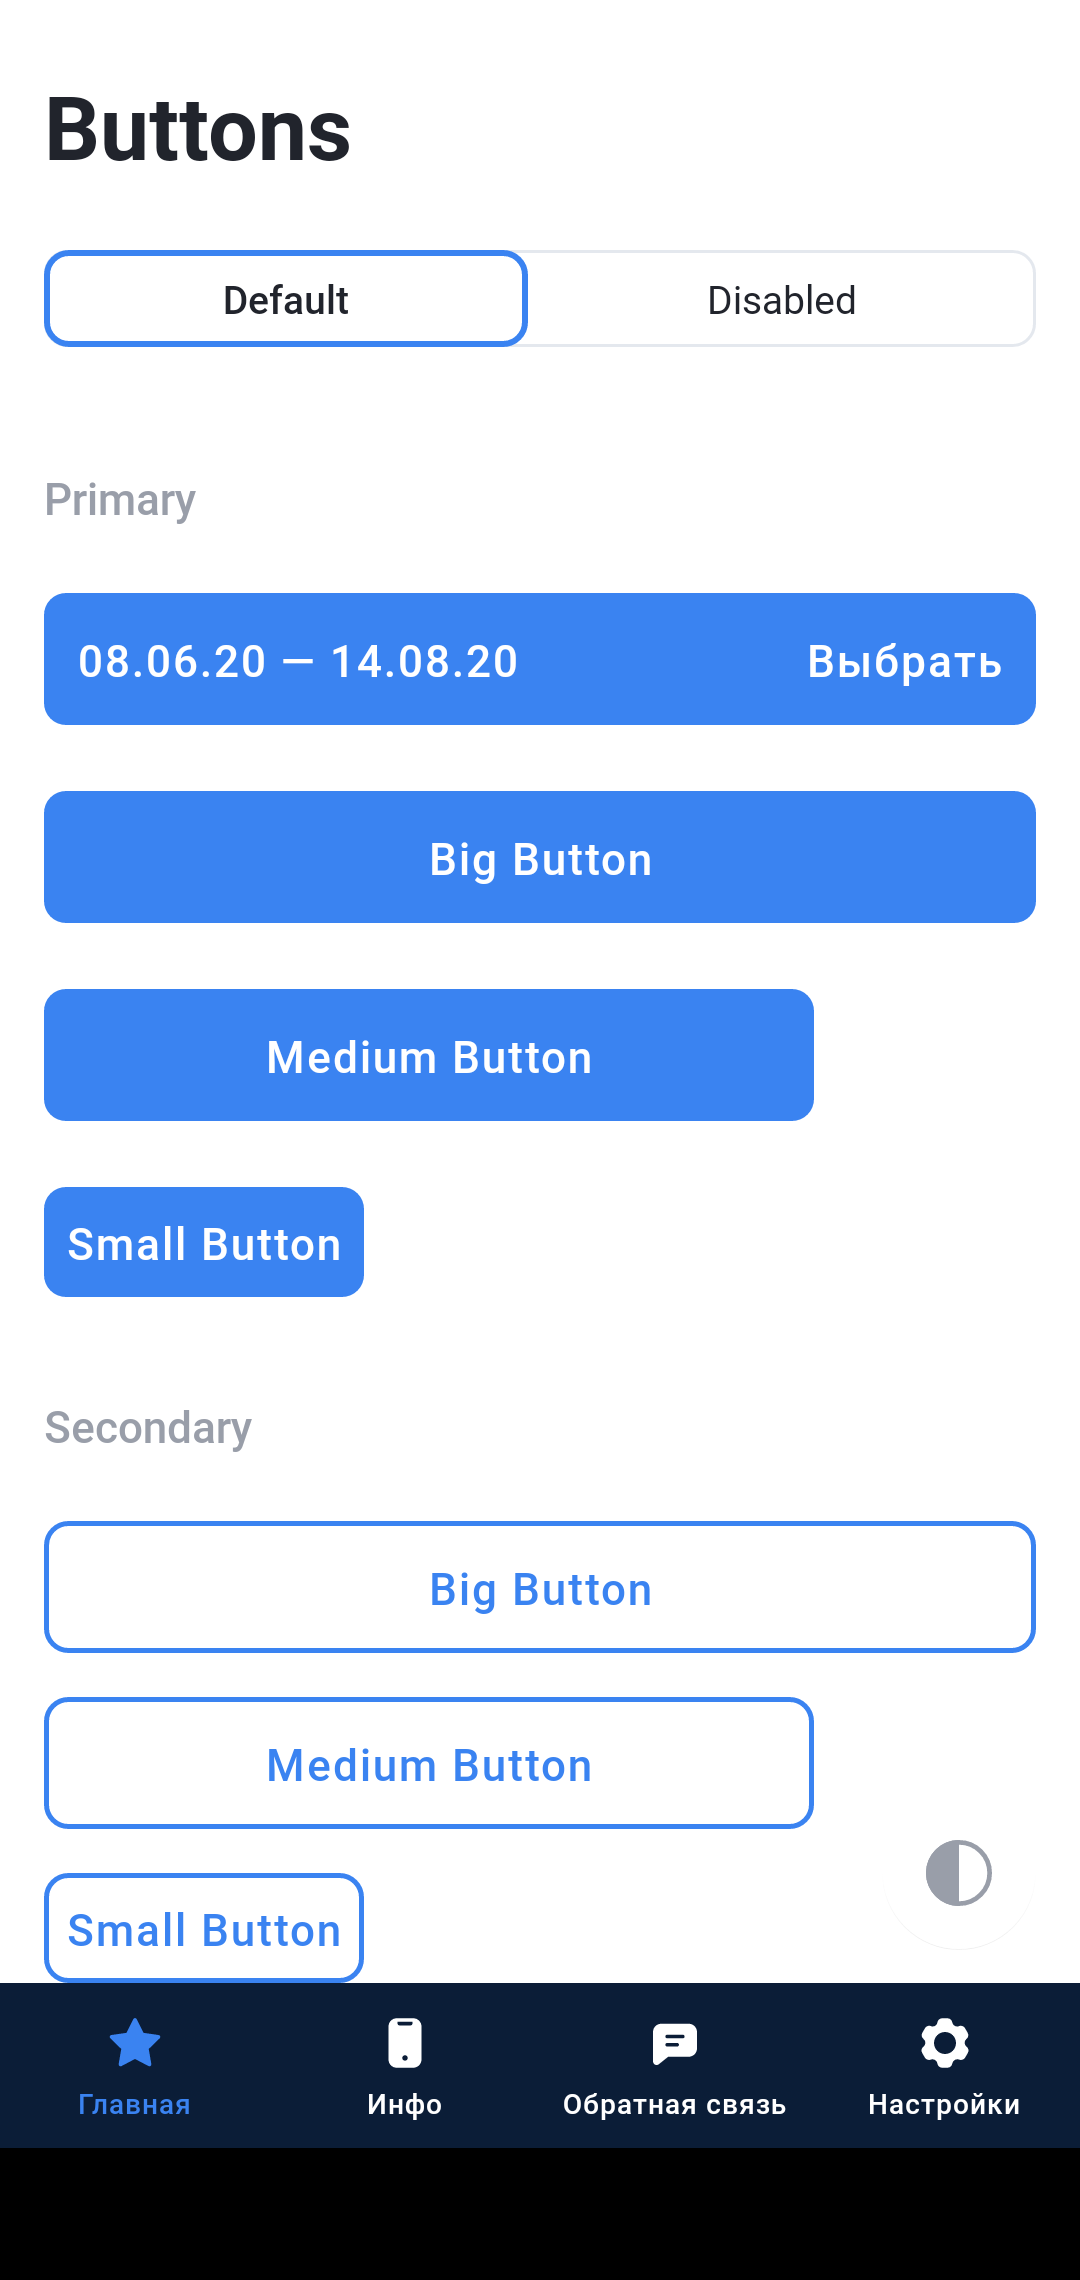 Buttons
Default Disabled
Primary
08.06.20 — 14.08.20 Выбрать
Big Button
Medium Button
Small Button
Secondary
Big Button
Medium Button
Small Button
Главная Инфо Обратная связь Настройки